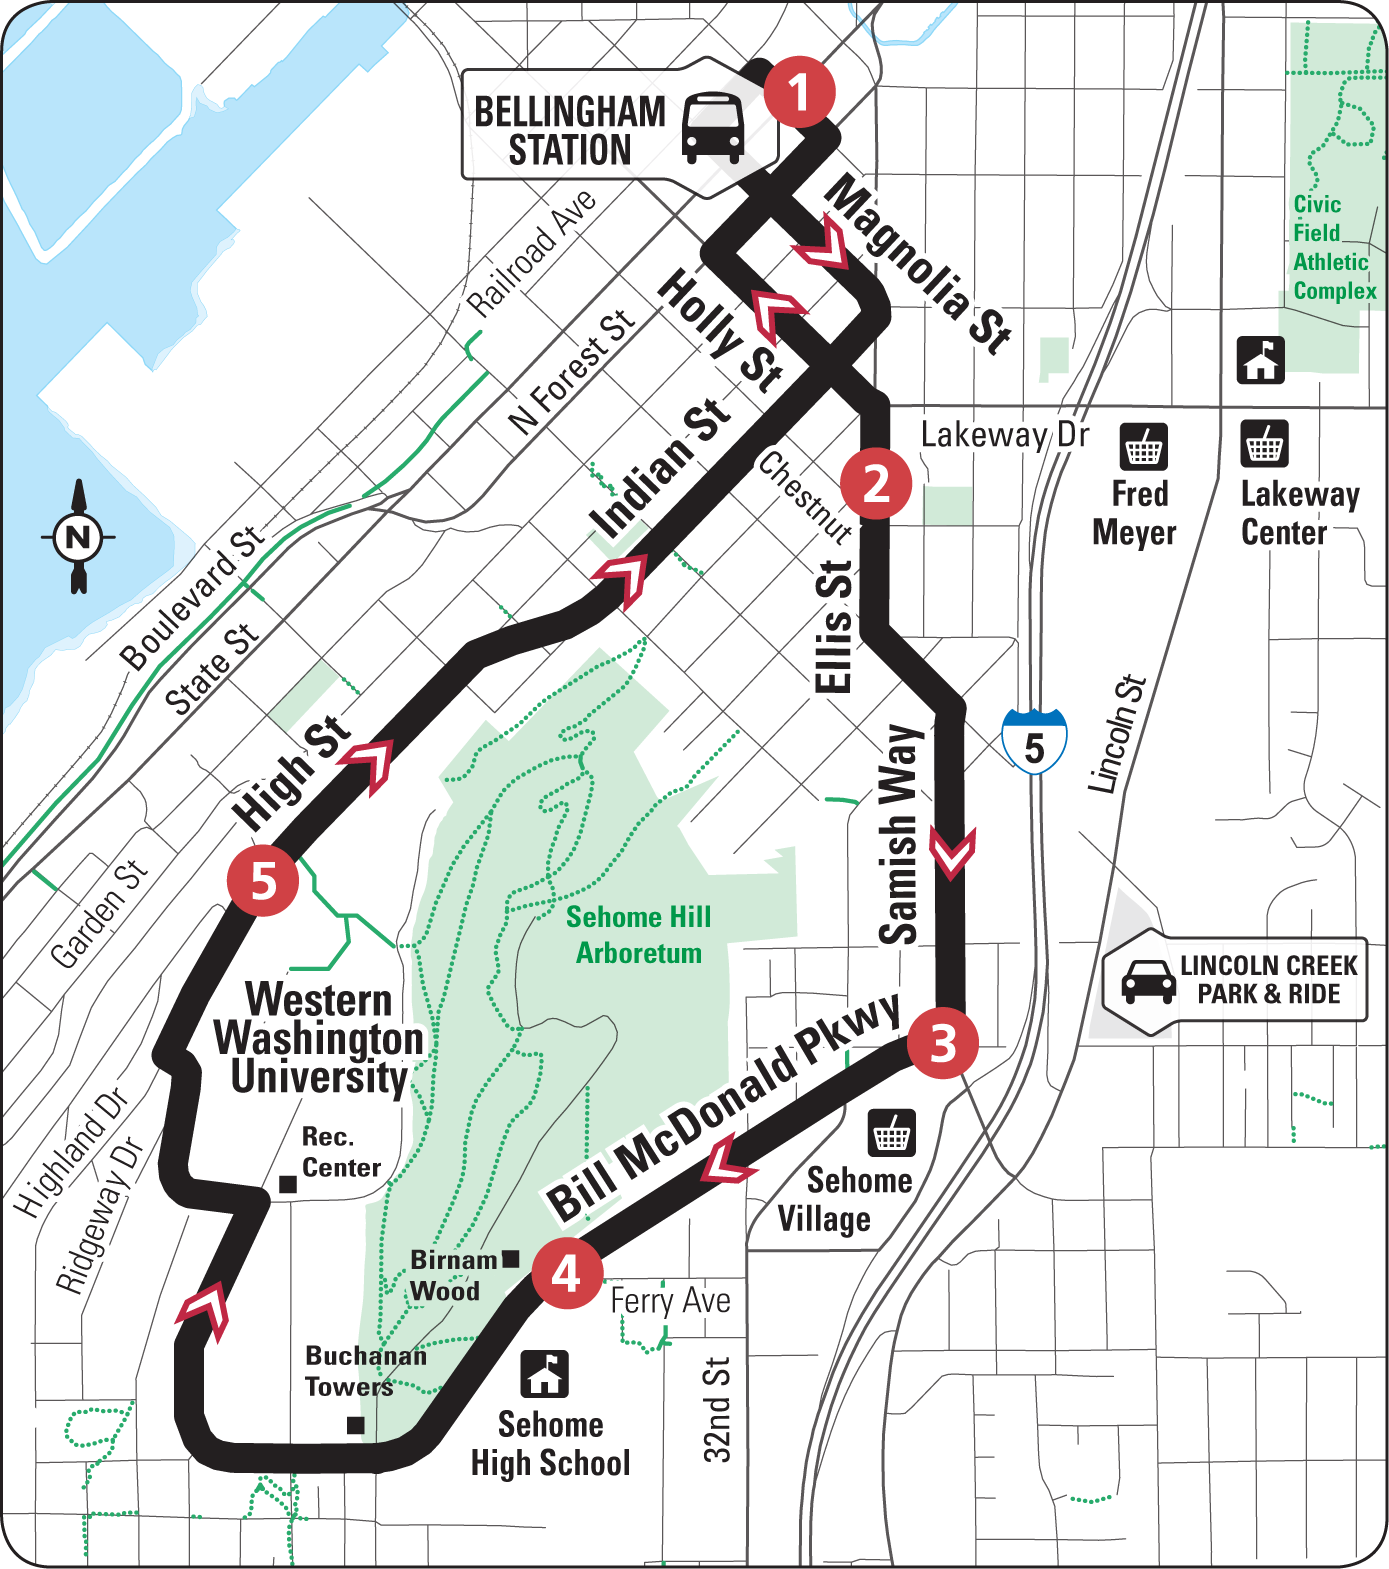 1
BELLINGHAM
STATION
Magnolia St
Railroad Ave
Holly St
N Forest St
Indian St
Civic
Field
Athletic
Complex
Lakeway Dr
Chestnut
2
Fred
Meyer
Lakeway
Center
N
Boulevard St
State St
Ellis St
Lincoln St
5
High St
Samish Way
5
Garden St
Sehome Hill
Arboretum
LINCOLN CREEK
PARK & RIDE
Western
Washington
University
Bill McDonald Pkwy
3
Highland Dr
Ridgeway Dr
Rec.
Center
Sehome
Village
Birnam
Wood
4
Ferry Ave
Buchanan
Towers
32nd St
Sehome
High School